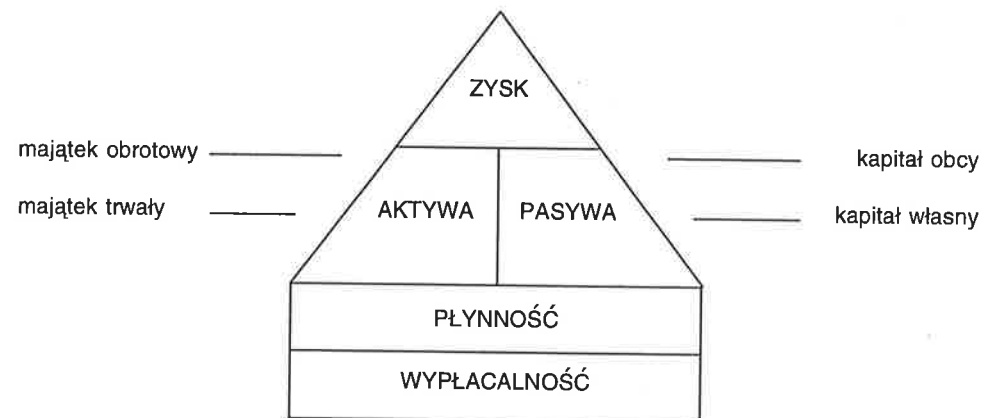 ZYSK
majątek obrotowy
kapitał obcy
majątek trwały
AKTYWA
PASYWA
kapitał własny
PŁYNNOŚĆ
WYPŁACALNOŚĆ